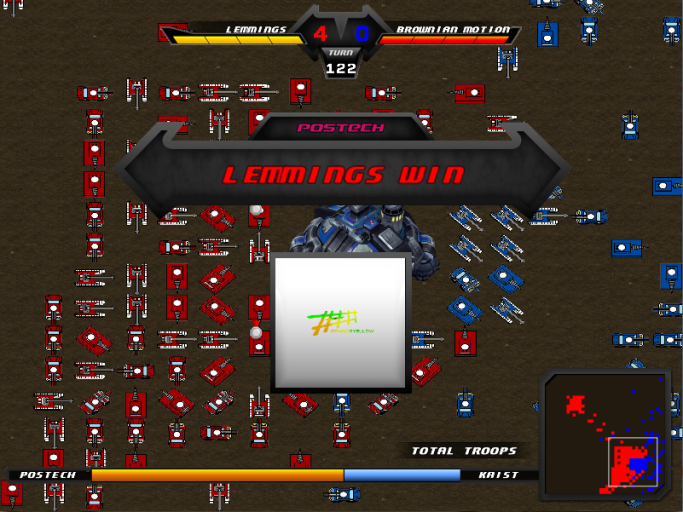 LEMMINGS
4
0
BROWNIAN MOTION
TURN
122
POSTECH
LEMMINGS WIN
TOTAL TROOPS
POSTECH
KAIST